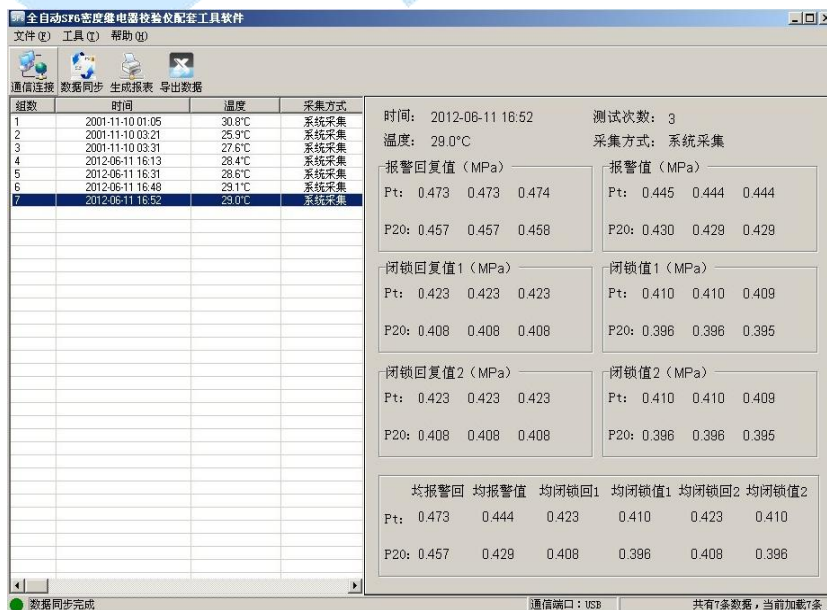 SF6 全自动SF6密度继电器校验仪配套工具软件
文件(F) 工具(T) 帮助(H)
通信连接 数据同步 生成报表 导出数据
组数 时间 温度 采集方式
1 2001-11-10 01:05 30.8°C 系统采集
2 2001-11-10 03:21 25.9°C 系统采集
3 2001-11-10 03:31 27.6°C 系统采集
4 2012-06-11 16:13 28.4°C 系统采集
5 2012-06-11 16:31 28.6°C 系统采集
6 2012-06-11 16:48 29.1°C 系统采集
7 2012-06-11 16:52 29.0°C 系统采集
时间: 2012-06-11 16:52 测试次数: 3
温度: 29.0°C 采集方式: 系统采集
报警回复值(MPa)
Pt: 0.473 0.473 0.474
P20: 0.457 0.457 0.458
报警值(MPa)
Pt: 0.445 0.444 0.444
P20: 0.430 0.429 0.429
闭锁回复值1(MPa)
Pt: 0.423 0.423 0.423
P20: 0.408 0.408 0.408
闭锁值1(MPa)
Pt: 0.410 0.410 0.409
P20: 0.396 0.396 0.395
闭锁回复值2(MPa)
Pt: 0.423 0.423 0.423
P20: 0.408 0.408 0.408
闭锁值2(MPa)
Pt: 0.410 0.410 0.409
P20: 0.396 0.396 0.395
均报警回 均报警值 均闭锁回1 均闭锁值1 均闭锁回2 均闭锁值2
Pt: 0.473 0.444 0.423 0.410 0.423 0.410
P20: 0.457 0.429 0.408 0.396 0.408 0.396
数据同步完成 通信端口:USB 共有7条数据,当前加载7条